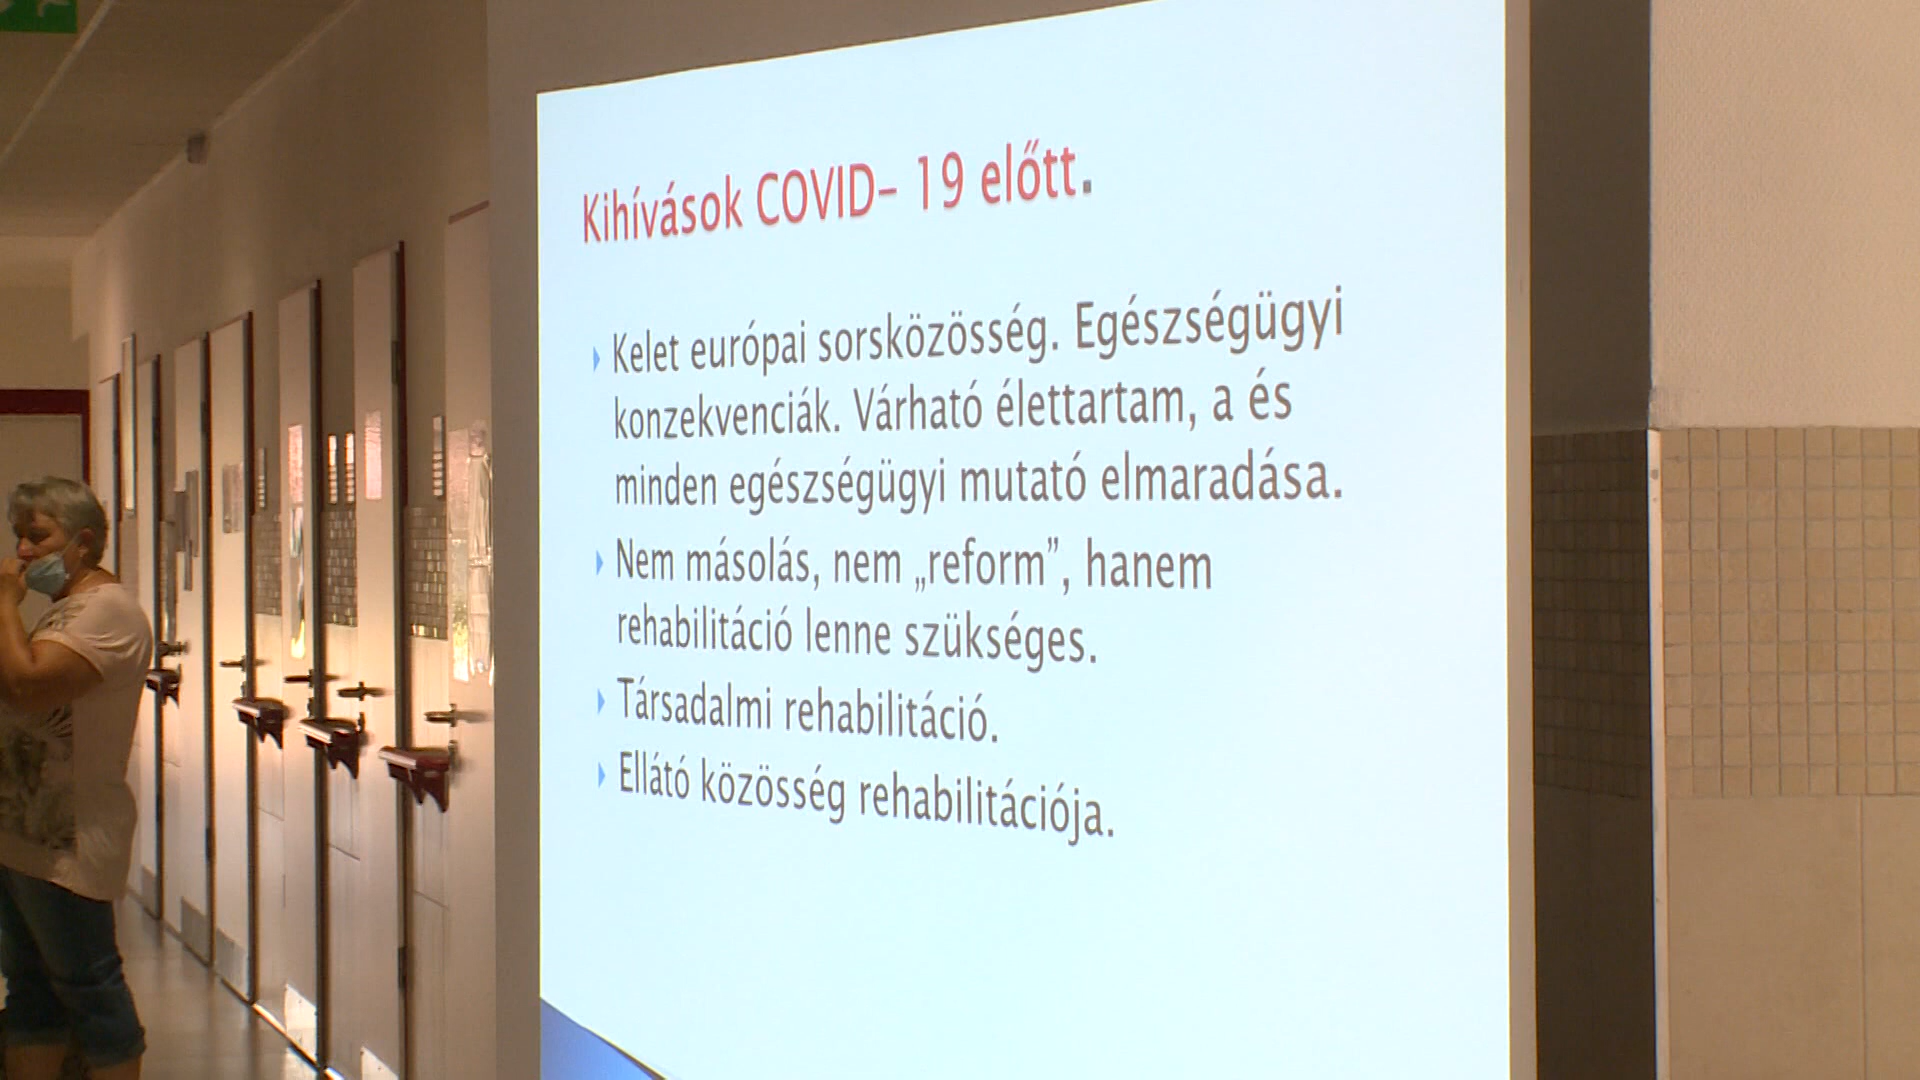 Kihívások COVID– 19 előtt.
Kelet európai sorsközösség. Egészségügyi
konzekvenciák. Várható élettartam, a és
minden egészségügyi mutató elmaradása.
Nem másolás, nem „reform”, hanem
rehabilitáció lenne szükséges.
Társadalmi rehabilitáció.
Ellátó közösség rehabilitációja.